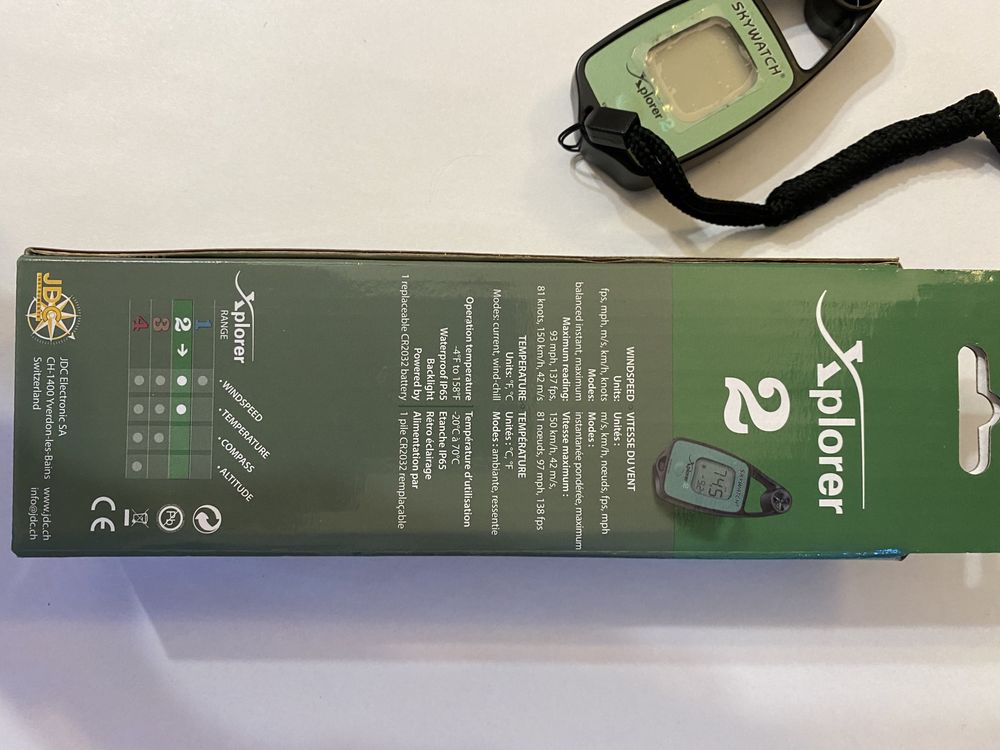 SKYWATCH®
Xplorer 2
Xplorer
2
SKYWATCH
WINDSPEED
Units:
fps, mph, m/s, km/h, knots
Modes:
balanced instant, maximum
Maximum reading:
93 mph, 137 fps,
81 knots, 150 km/h, 42 m/s
TEMPERATURE
Units: °F, °C
Modes: current, wind-chill
Operation temperature
-4°F to 158°F
Waterproof IP65
Backlight
Powered by
1 replaceable CR2032 battery
VITESSE DU VENT
Unités :
m/s, km/h, nœuds, fps, mph
Modes :
instantanée pondérée, maximum
Vitesse maximum :
150 km/h, 42 m/s,
81 nœuds, 97 mph, 138 fps
TEMPÉRATURE
Unités : °C, °F
Modes : ambiante, ressentie
Température d'utilisation
-20°C à 70°C
Etanche IP65
Rétro éclairage
Alimentation par
1 pile CR2032 remplaçable
Xplorer
RANGE
• WINDSPEED
• TEMPERATURE
• COMPASS
• ALTITUDE
1
2 →
3
4
Pb
CE
JDC
JDC Electronic SA
CH-1400 Yverdon-les-Bains
Switzerland
www.jdc.ch
info@jdc.ch